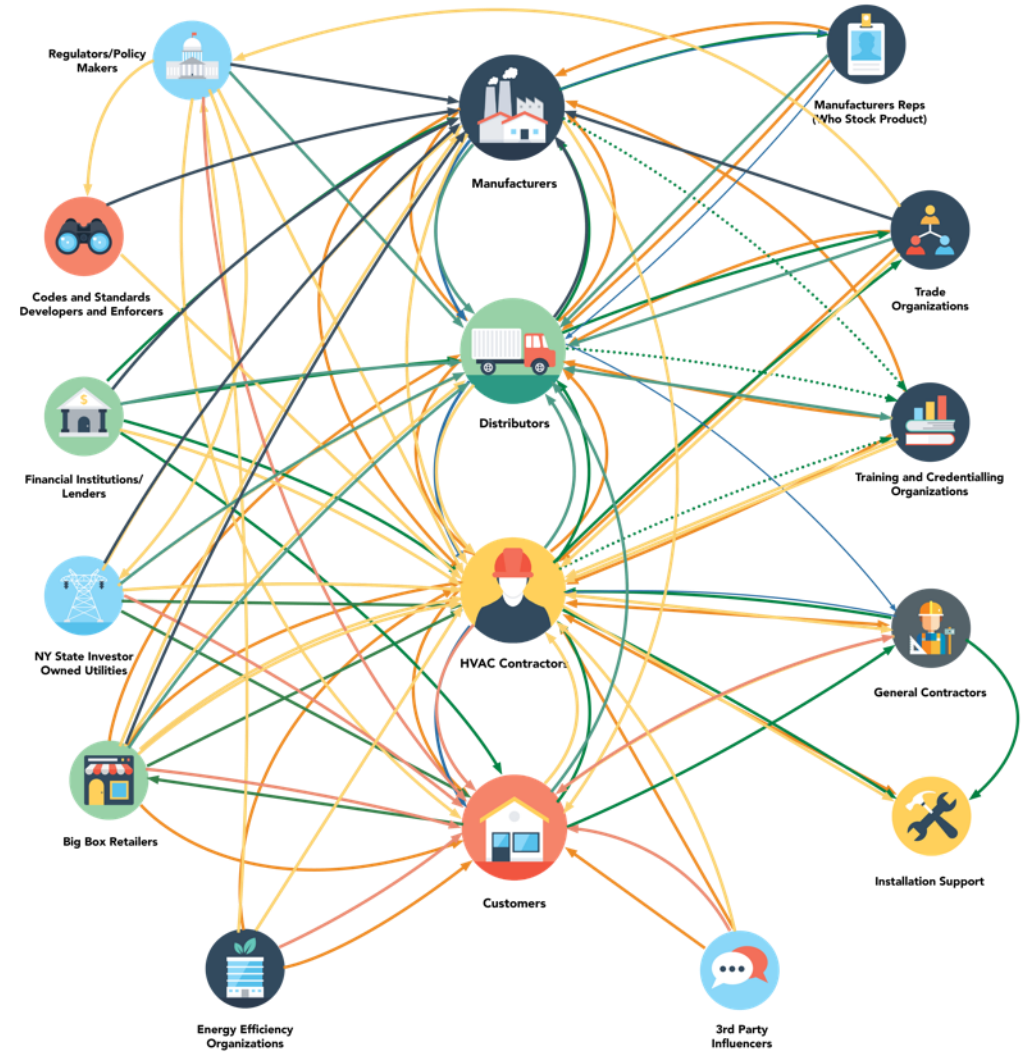 Regulators/Policy
Makers
Manufacturers Reps
(Who Stock Product)
Manufacturers
Codes and Standards
Developers and Enforcers
Trade
Organizations
Distributors
Financial Institutions/
Lenders
$
Training and Credentialling
Organizations
NY State Investor
Owned Utilities
HVAC Contractors
General Contractors
Big Box Retailers
Installation Support
Customers
Energy Efficiency
Organizations
3rd Party
Influencers